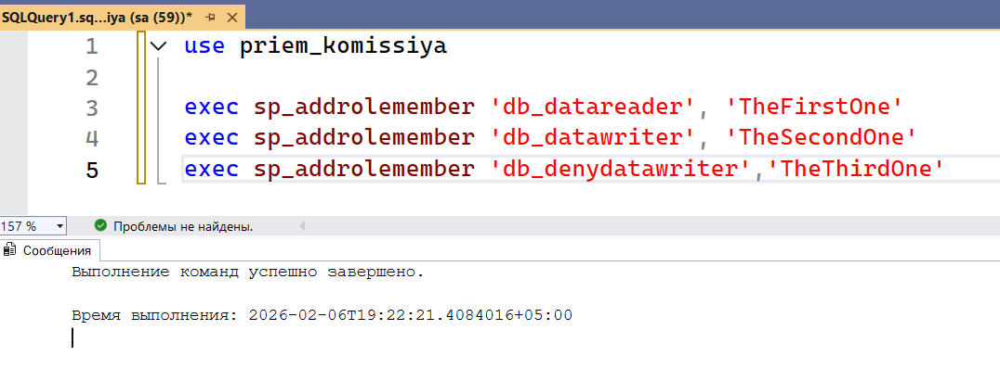 SQLQuery1.sq...iya (sa (59))*
1 use priem_komissiya
2
3 exec sp_addrolemember 'db_datareader', 'TheFirstOne'
4 exec sp_addrolemember 'db_datawriter', 'TheSecondOne'
5 exec sp_addrolemember 'db_denydatawriter','TheThirdOne'
157 % Проблемы не найдены.
Сообщения
Выполнение команд успешно завершено.
Время выполнения: 2026-02-06T19:22:21.4084016+05:00